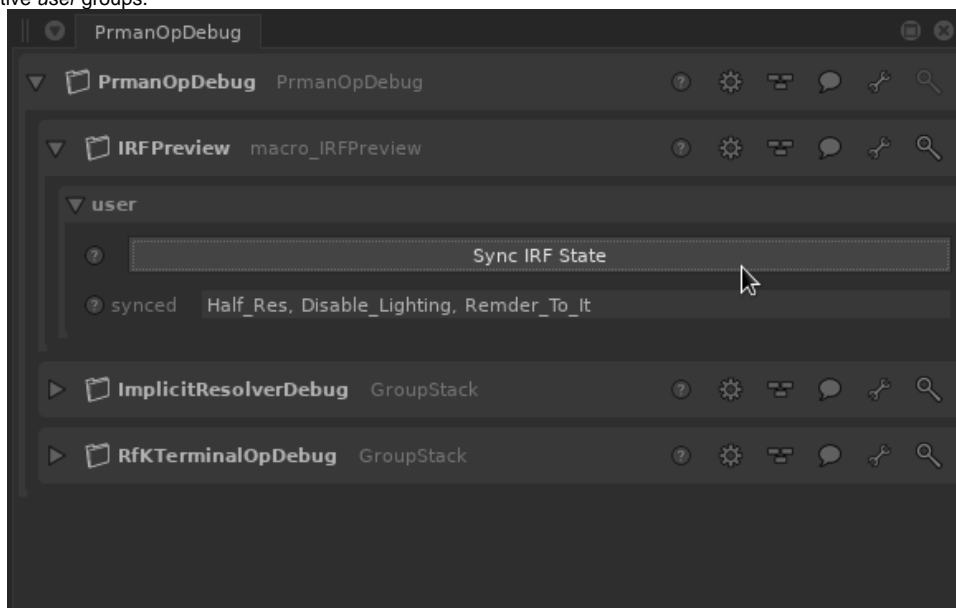 tive user groups.
PrmanOpDebug
PrmanOpDebug PrmanOpDebug
IRFPreview macro_IRFPreview
user
Sync IRF State
synced Half_Res, Disable_Lighting, Remder_To_It
ImplicitResolverDebug GroupStack
RfKTerminalOpDebug GroupStack